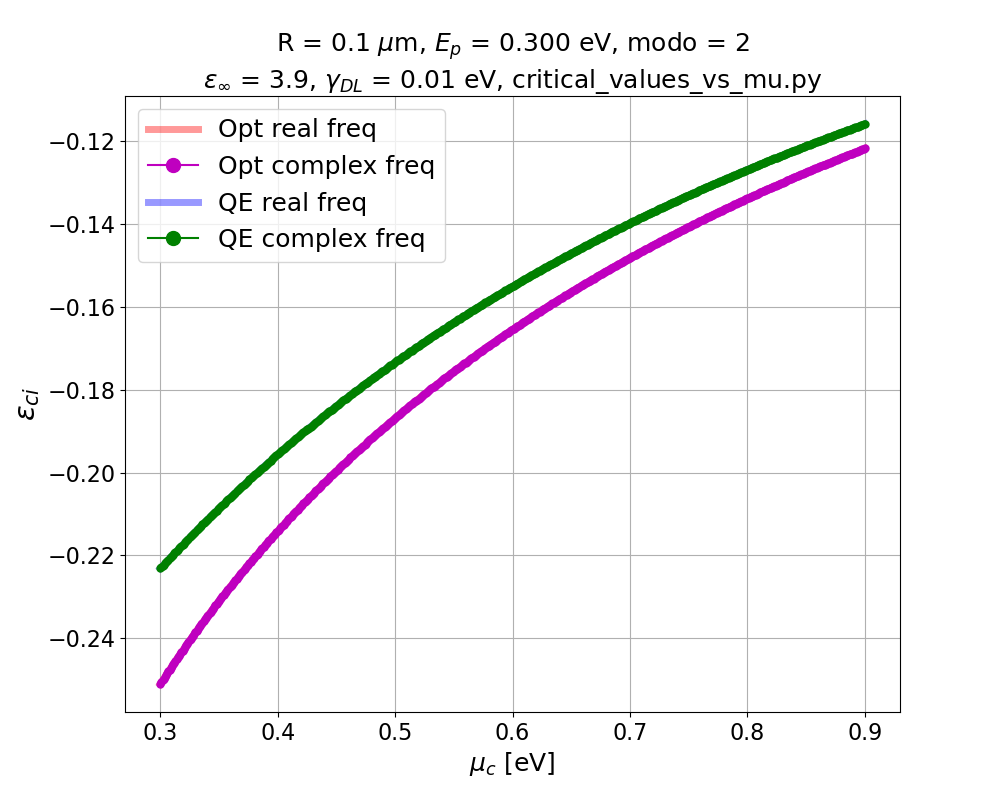 R = 0.1 μm, E_p = 0.300 eV, modo = 2
ε_∞ = 3.9, γ_DL = 0.01 eV, critical_values_vs_mu.py
Opt real freq
Opt complex freq
QE real freq
QE complex freq
−0.12
−0.14
−0.16
−0.18
−0.20
−0.22
−0.24
ε_ci
0.3 0.4 0.5 0.6 0.7 0.8 0.9
μ_c [eV]